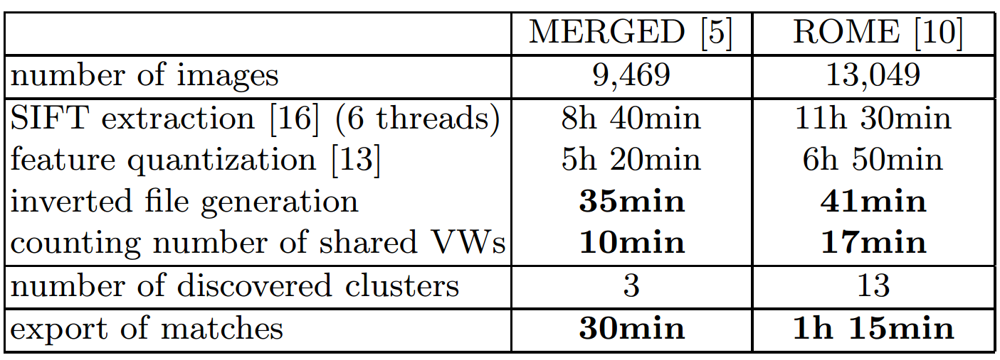 MERGED [5] ROME [10]
number of images 9,469 13,049
SIFT extraction [16] (6 threads) 8h 40min 11h 30min
feature quantization [13] 5h 20min 6h 50min
inverted file generation 35min 41min
counting number of shared VWs 10min 17min
number of discovered clusters 3 13
export of matches 30min 1h 15min